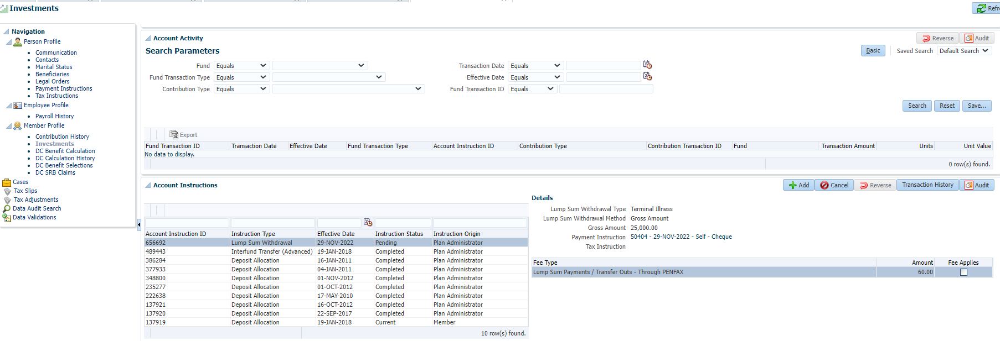 Investments
Refr
Navigation
Person Profile
Communication
Contacts
Marital Status
Beneficiaries
Legal Orders
Payment Instructions
Tax Instructions
Employee Profile
Payroll History
Member Profile
Contribution History
Investments
DC Benefit Calculation
DC Calculation History
DC Benefit Selections
DC SRB Claims
Cases
Tax Slips
Tax Adjustments
Data Audit Search
Data Validations
Account Activity
Reverse Audit
Search Parameters
Basic Saved Search Default Search
Fund Equals Transaction Date Equals
Fund Transaction Type Equals Effective Date Equals
Contribution Type Equals Fund Transaction ID Equals
Search Reset Save...
Export
Fund Transaction ID Transaction Date Effective Date Fund Transaction Type Account Instruction ID Contribution Type Contribution Transaction ID Fund Transaction Amount Units Unit Value
No data to display.
0 row(s) found.
Account Instructions
Add Cancel Reverse Transaction History Audit
Account Instruction ID Instruction Type Effective Date Instruction Status Instruction Origin
656692 Lump Sum Withdrawal 29-NOV-2022 Pending Plan Administrator
489443 Interfund Transfer (Advanced) 19-JAN-2018 Completed Plan Administrator
386284 Deposit Allocation 16-JAN-2011 Completed Plan Administrator
377933 Deposit Allocation 04-JAN-2011 Completed Plan Administrator
348800 Deposit Allocation 01-NOV-2012 Completed Plan Administrator
235277 Deposit Allocation 01-OCT-2012 Completed Plan Administrator
222638 Deposit Allocation 17-MAY-2010 Completed Plan Administrator
137921 Deposit Allocation 16-OCT-2012 Completed Plan Administrator
137920 Deposit Allocation 22-SEP-2017 Completed Plan Administrator
137919 Deposit Allocation 19-JAN-2018 Current Member
10 row(s) found.
Details
Lump Sum Withdrawal Type Terminal Illness
Lump Sum Withdrawal Method Gross Amount
Gross Amount 25,000.00
Payment Instruction 50404 - 29-NOV-2022 - Self - Cheque
Tax Instruction
Fee Type Amount Fee Applies
Lump Sum Payments / Transfer Outs - Through PENFAX 60.00